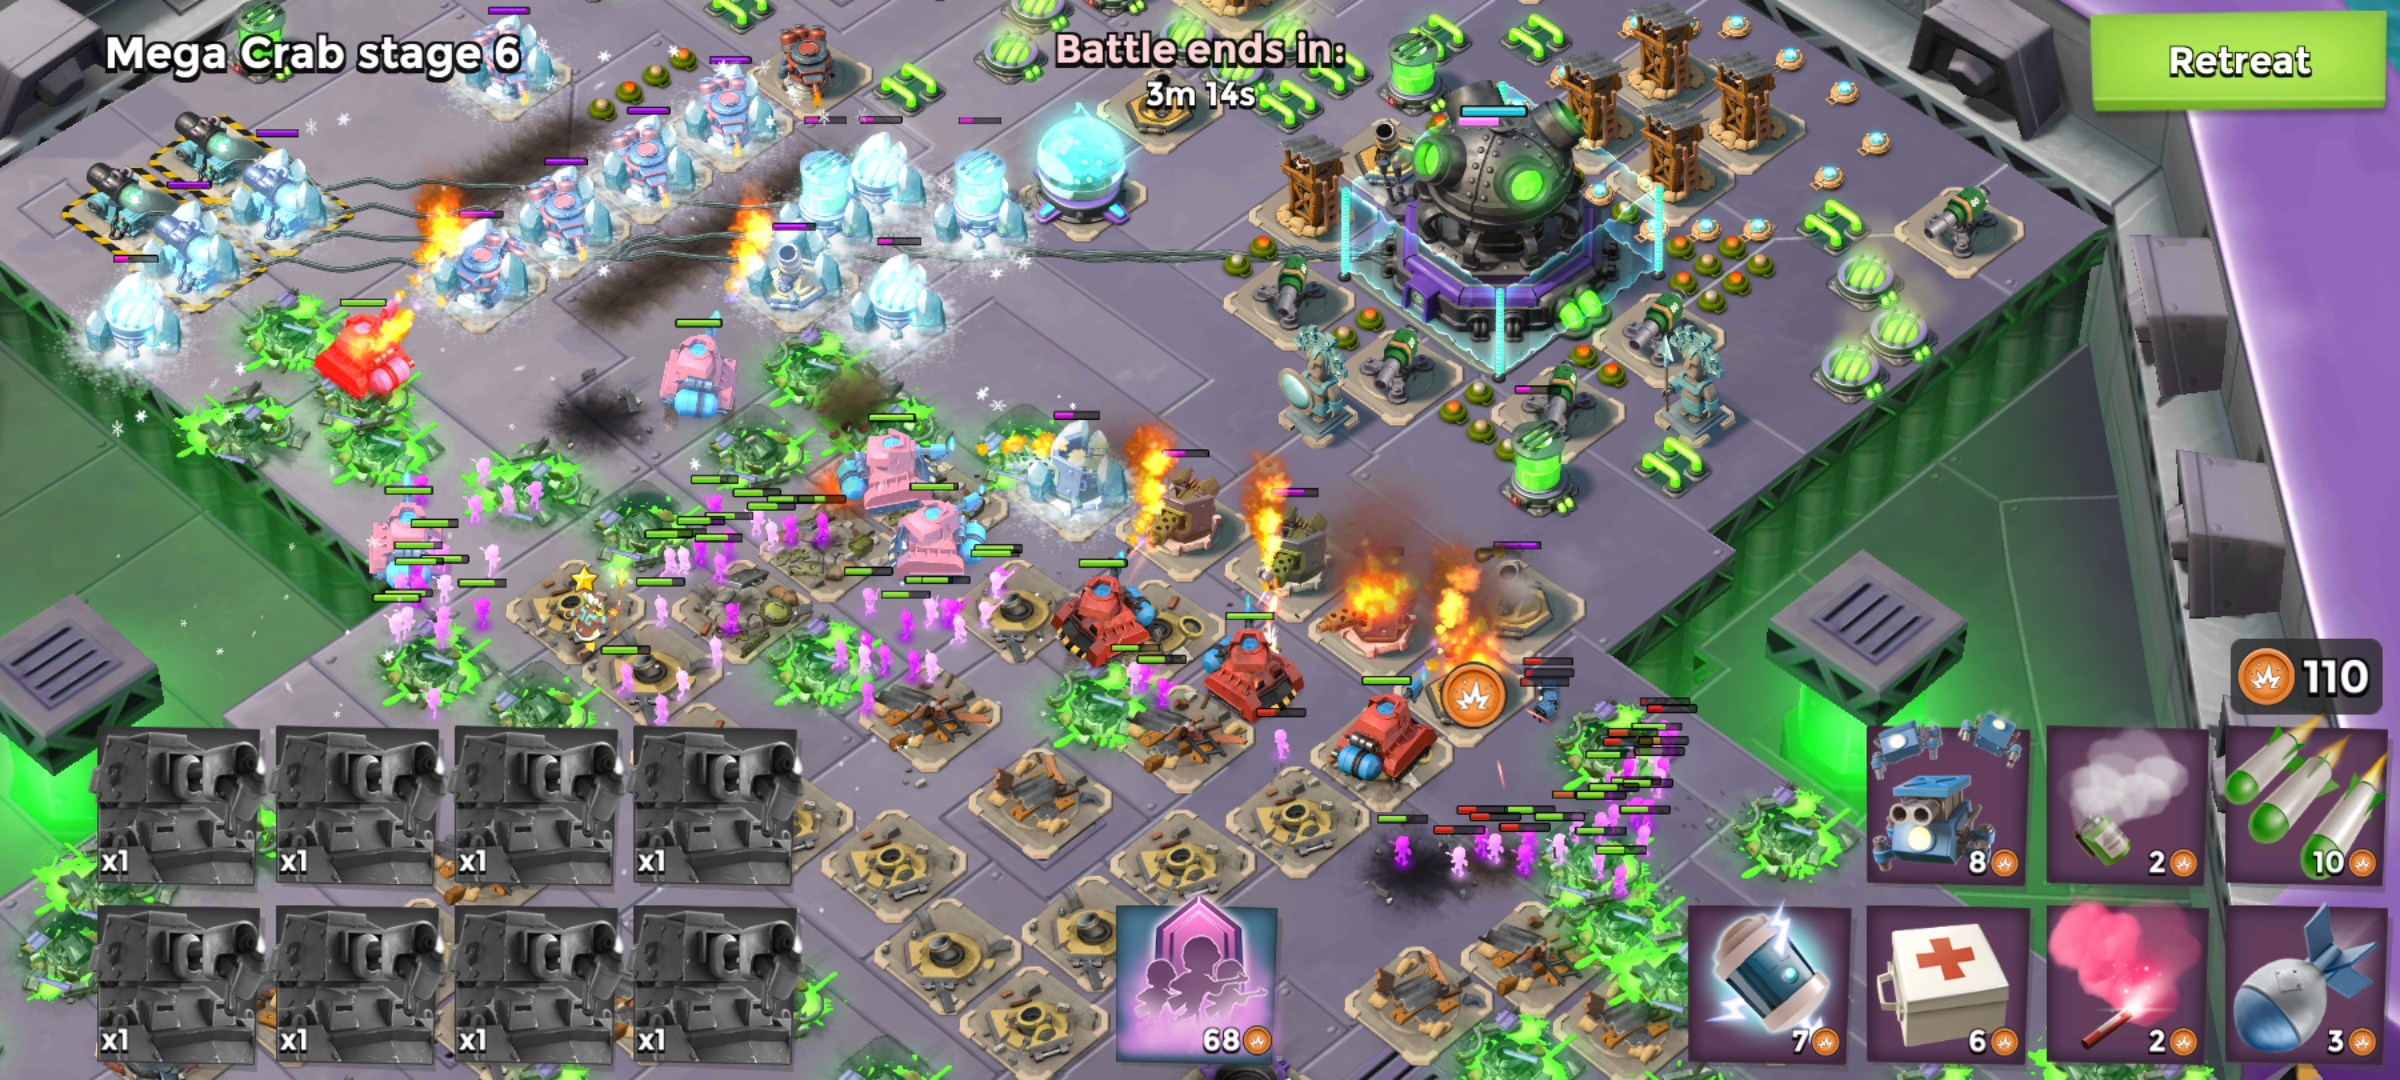 Mega Crab stage 6
Battle ends in:
3m 14s
Retreat
110
x1
x1
x1
x1
8
2
10
x1
x1
x1
x1
68
7
6
2
3